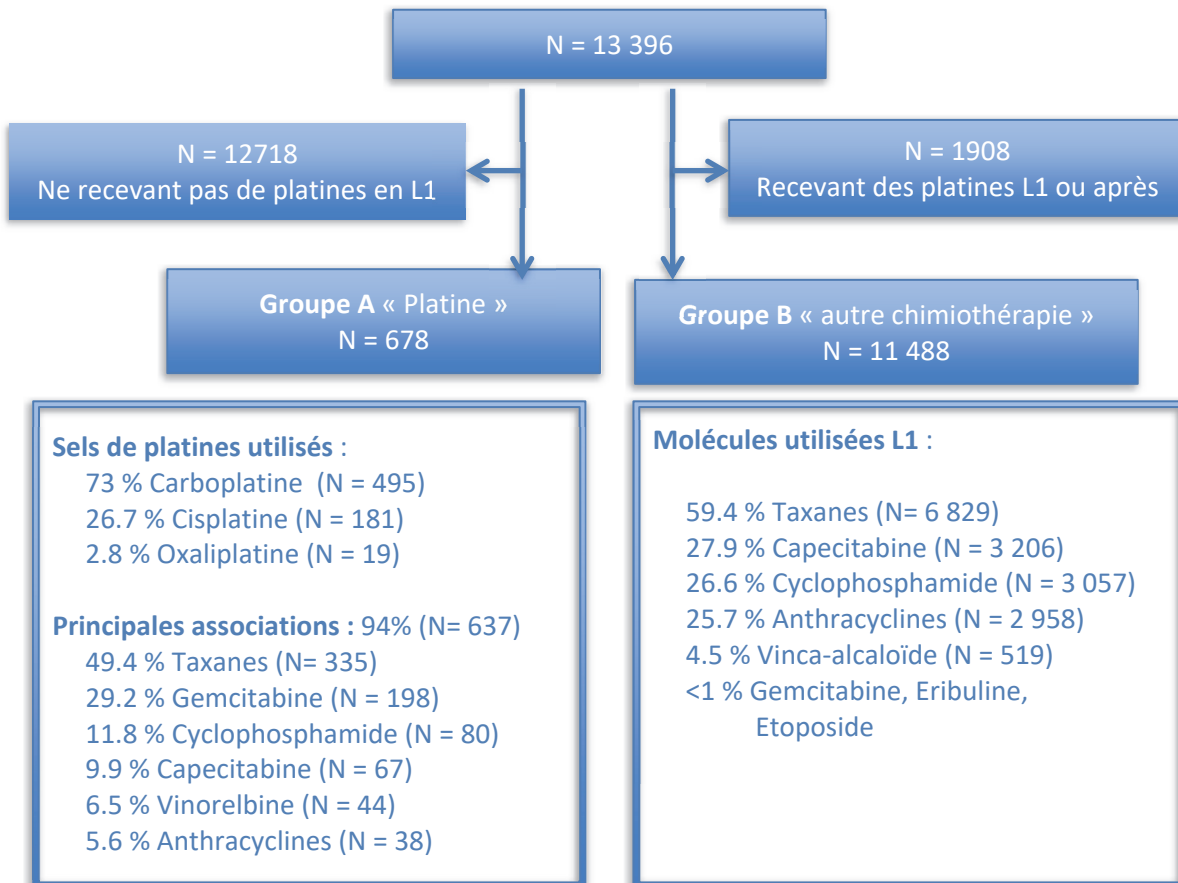 N = 13 396
N = 12718
Ne recevant pas de platines en L1
N = 1908
Recevant des platines L1 ou après
Groupe A « Platine »
N = 678
Groupe B « autre chimiothérapie »
N = 11 488
Sels de platines utilisés :
73 % Carboplatine (N = 495)
26.7 % Cisplatine (N = 181)
2.8 % Oxaliplatine (N = 19)
Principales associations : 94% (N= 637)
49.4 % Taxanes (N= 335)
29.2 % Gemcitabine (N = 198)
11.8 % Cyclophosphamide (N = 80)
9.9 % Capecitabine (N = 67)
6.5 % Vinorelbine (N = 44)
5.6 % Anthracyclines (N = 38)
Molécules utilisées L1 :
59.4 % Taxanes (N= 6 829)
27.9 % Capecitabine (N = 3 206)
26.6 % Cyclophosphamide (N = 3 057)
25.7 % Anthracyclines (N = 2 958)
4.5 % Vinca-alcaloïde (N = 519)
<1 % Gemcitabine, Eribuline,
Etoposide